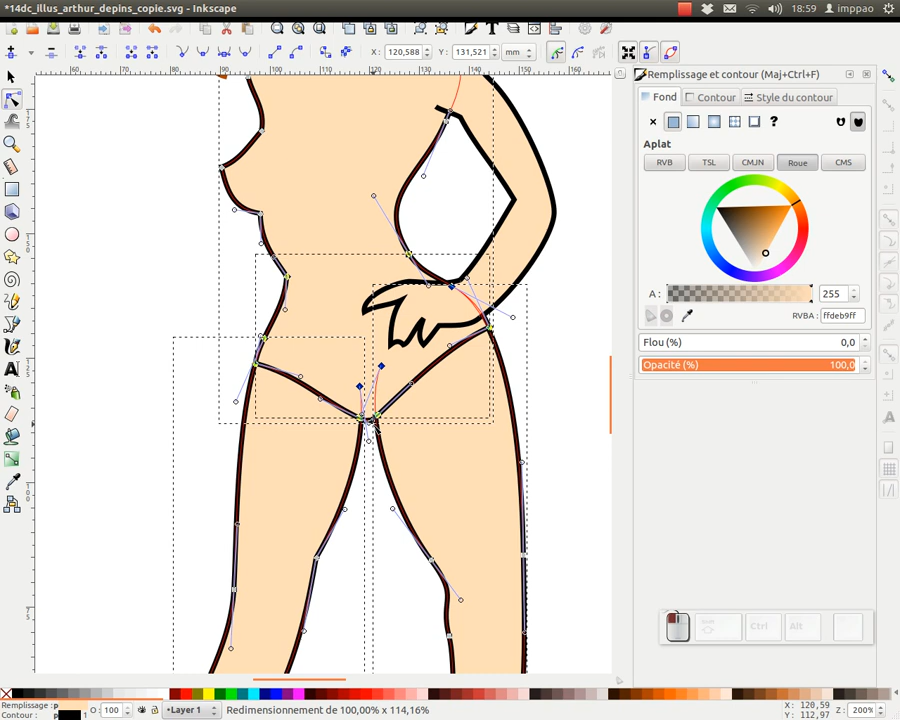 *14dc_illus_arthur_depins_copie.svg - Inkscape
18:59 imppao
X: 120,588 Y: 131,521 mm
Remplissage et contour (Maj+Ctrl+F)
Fond Contour Style du contour
Aplat
RVB TSL CMJN Roue CMS
A: 255
RVBA : ffdeb9ff
Flou (%) 0,0
Opacité (%) 100,0
Ctrl Alt
Remplissage : p
Contour : p 1
O: 100 •Layer 1 Redimensionnement de 100,00% x 114,16%
X: 120,59
Y: 112,97
Z: 200%